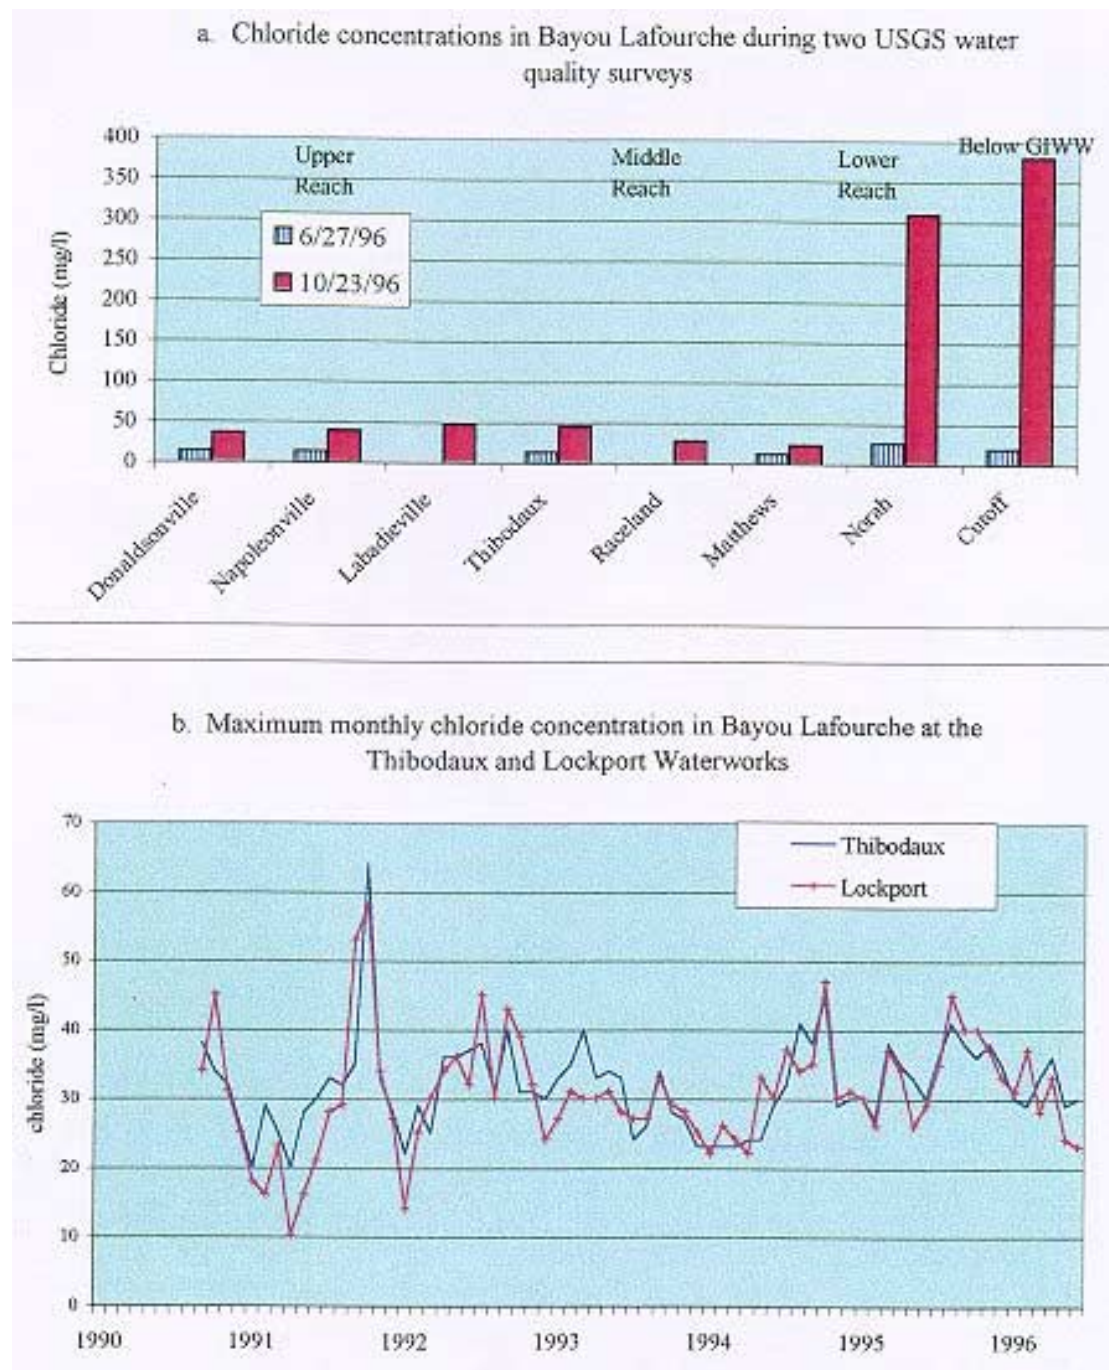 a. Chloride concentrations in Bayou Lafourche during two USGS water
quality surveys
400
350
300
250
200
150
100
50
0
Chloride (mg/l)
Upper
Reach
Middle
Reach
Lower
Reach
Below GIWW
6/27/96
10/23/96
Donaldsonville
Napoleonville
Labadieville
Thibodaux
Raceland
Matthews
Norah
Cutoff
b. Maximum monthly chloride concentration in Bayou Lafourche at the
Thibodaux and Lockport Waterworks
70
60
50
40
30
20
10
0
chloride (mg/l)
Thibodaux
Lockport
1990 1991 1992 1993 1994 1995 1996